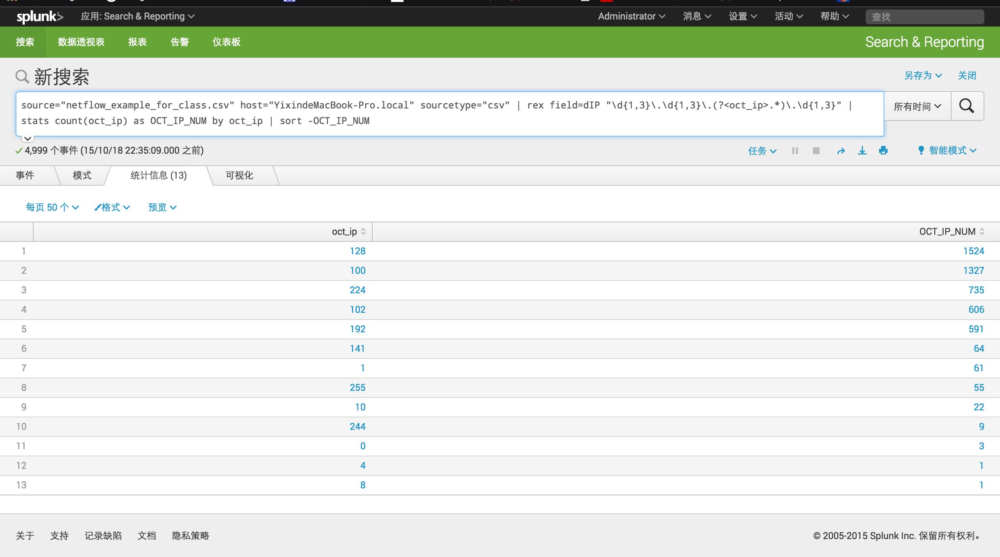 splunk> 应用: Search & Reporting Administrator 消息 设置 活动 帮助 查找
搜索 数据透视表 报表 告警 仪表板 Search & Reporting
新搜索 另存为 关闭
source="netflow_example_for_class.csv" host="YixindeMacBook-Pro.local" sourcetype="csv" | rex field=dIP "\d{1,3}\.\d{1,3}\.(?<oct_ip>.*)\.\d{1,3}" |
stats count(oct_ip) as OCT_IP_NUM by oct_ip | sort -OCT_IP_NUM
所有时间
4,999 个事件 (15/10/18 22:35:09.000 之前) 任务 智能模式
事件 模式 统计信息 (13) 可视化
每页 50 个 格式 预览
oct_ip OCT_IP_NUM
1 128 1524
2 100 1327
3 224 735
4 102 606
5 192 591
6 141 64
7 1 61
8 255 55
9 10 22
10 244 9
11 0 3
12 4 1
13 8 1
关于 支持 记录缺陷 文档 隐私策略 © 2005-2015 Splunk Inc. 保留所有权利。